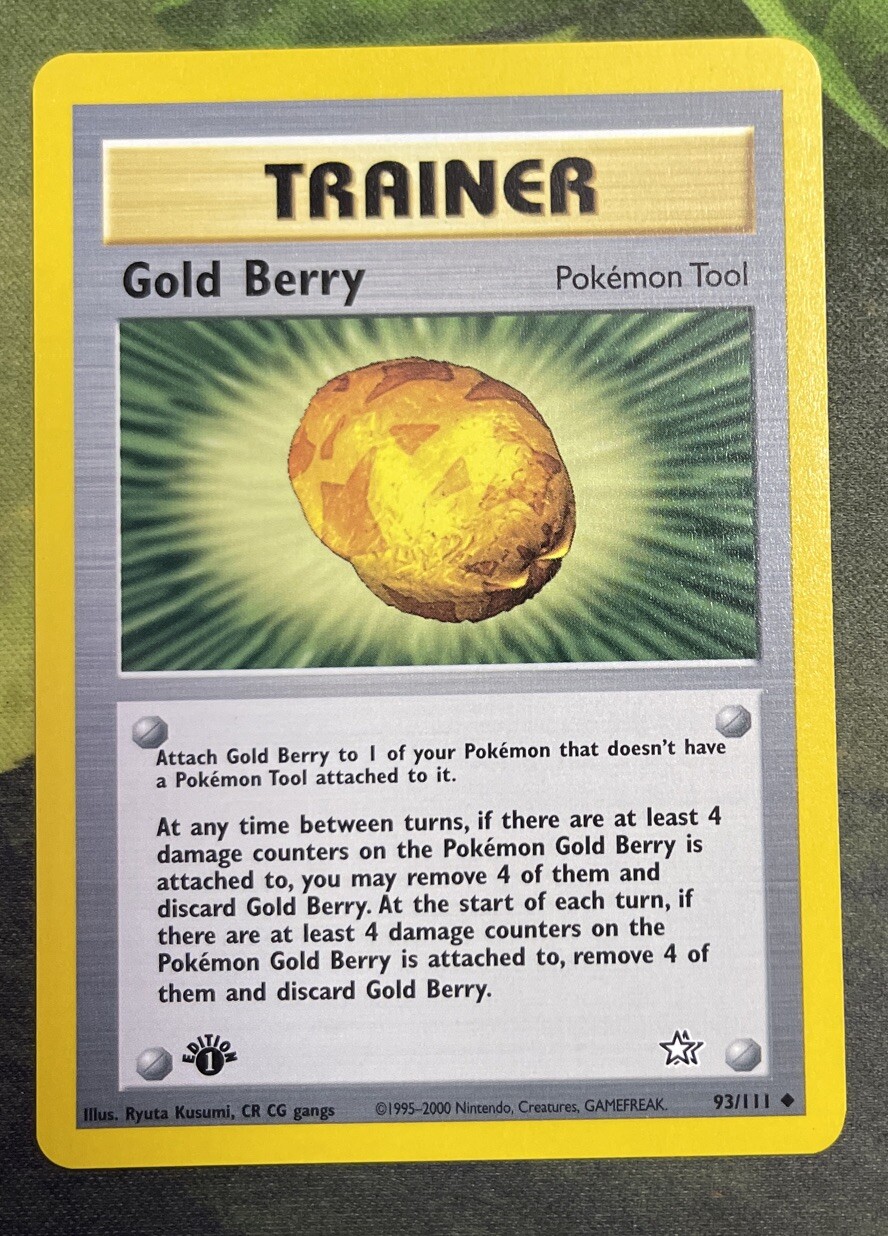 TRAINER
Gold Berry Pokémon Tool
Attach Gold Berry to 1 of your Pokémon that doesn't have
a Pokémon Tool attached to it.
At any time between turns, if there are at least 4
damage counters on the Pokémon Gold Berry is
attached to, you may remove 4 of them and
discard Gold Berry. At the start of each turn, if
there are at least 4 damage counters on the
Pokémon Gold Berry is attached to, remove 4 of
them and discard Gold Berry.
EDITION
1
Illus. Ryuta Kusumi, CR CG gangs ©1995–2000 Nintendo, Creatures, GAMEFREAK. 93/111 ◆